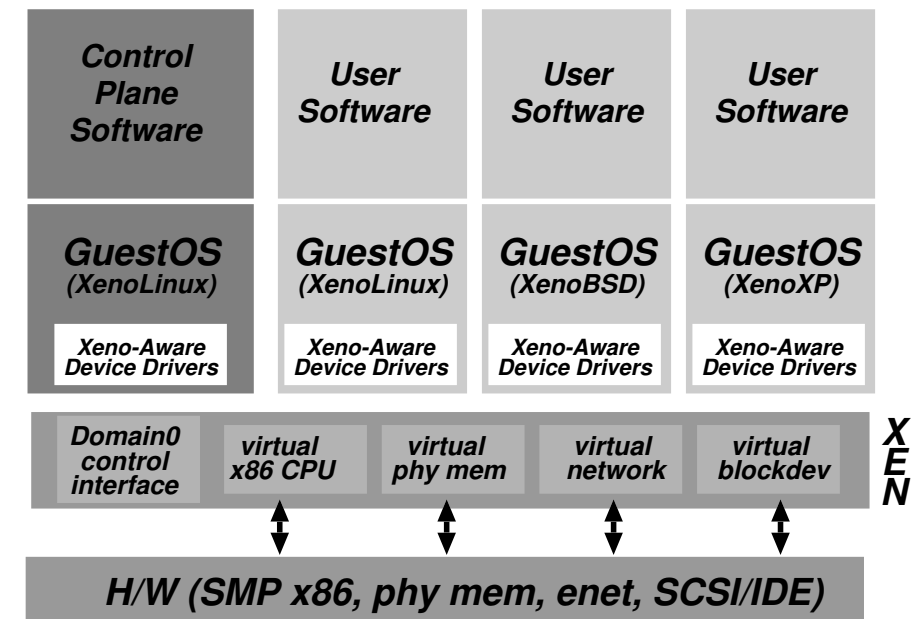 Control
Plane
Software
User
Software
User
Software
User
Software
GuestOS
(XenoLinux)
Xeno-Aware
Device Drivers
GuestOS
(XenoLinux)
Xeno-Aware
Device Drivers
GuestOS
(XenoBSD)
Xeno-Aware
Device Drivers
GuestOS
(XenoXP)
Xeno-Aware
Device Drivers
Domain0
control
interface
virtual
x86 CPU
virtual
phy mem
virtual
network
virtual
blockdev
X
E
N
H/W (SMP x86, phy mem, enet, SCSI/IDE)